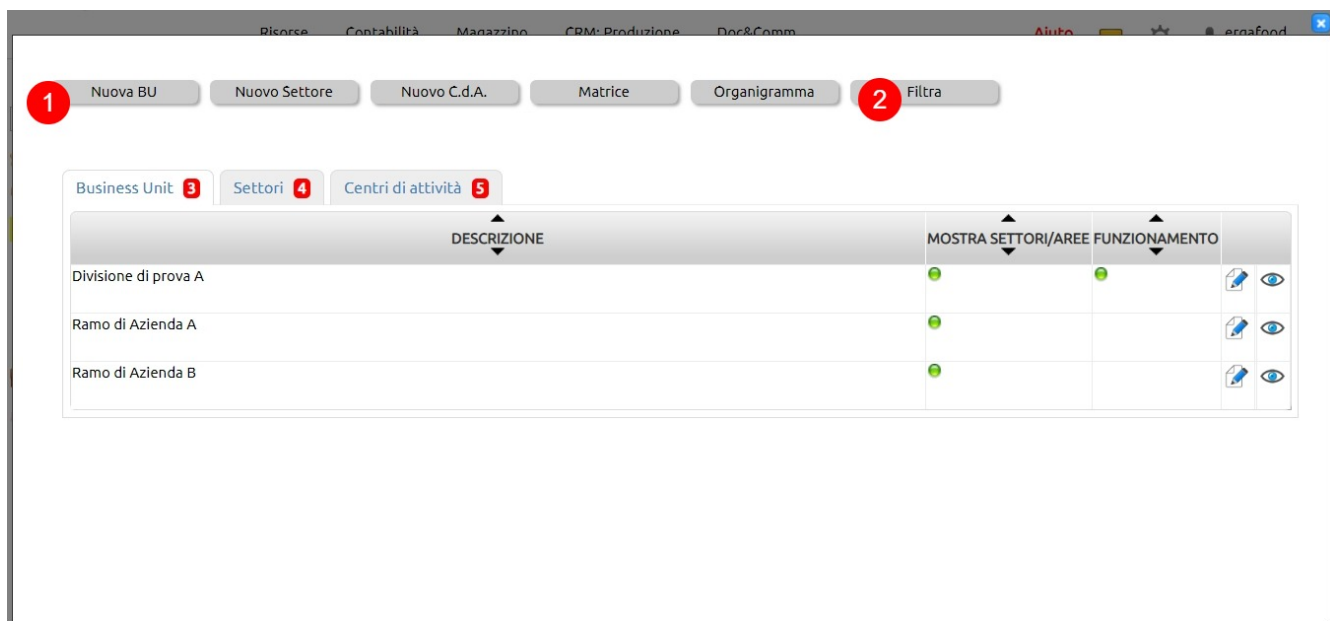 Risorse Contabilità Magazzino CRM: Produzione Doc&Comm Aiuto ergafood
1 Nuova BU Nuovo Settore Nuovo C.d.A. Matrice Organigramma 2 Filtra
Business Unit 3 Settori 4 Centri di attività 5
DESCRIZIONE MOSTRA SETTORI/AREE FUNZIONAMENTO
Divisione di prova A
Ramo di Azienda A
Ramo di Azienda B